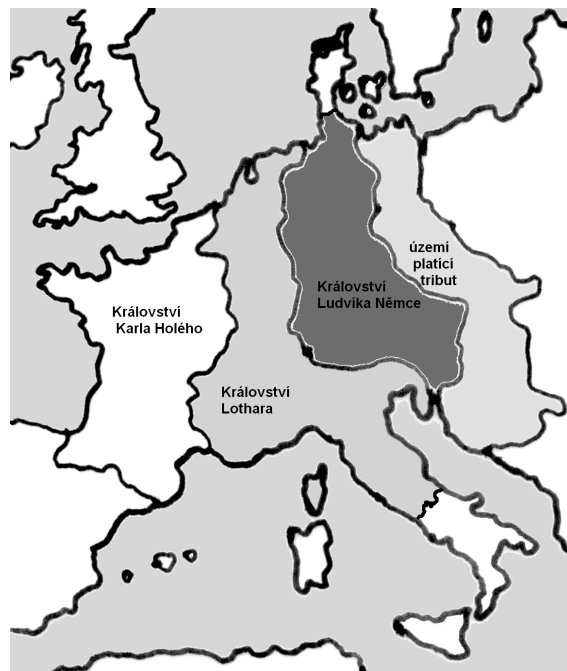 území
platící
tribut
Království
Ludvíka Němce
Království
Karla Holého
Království
Lothara